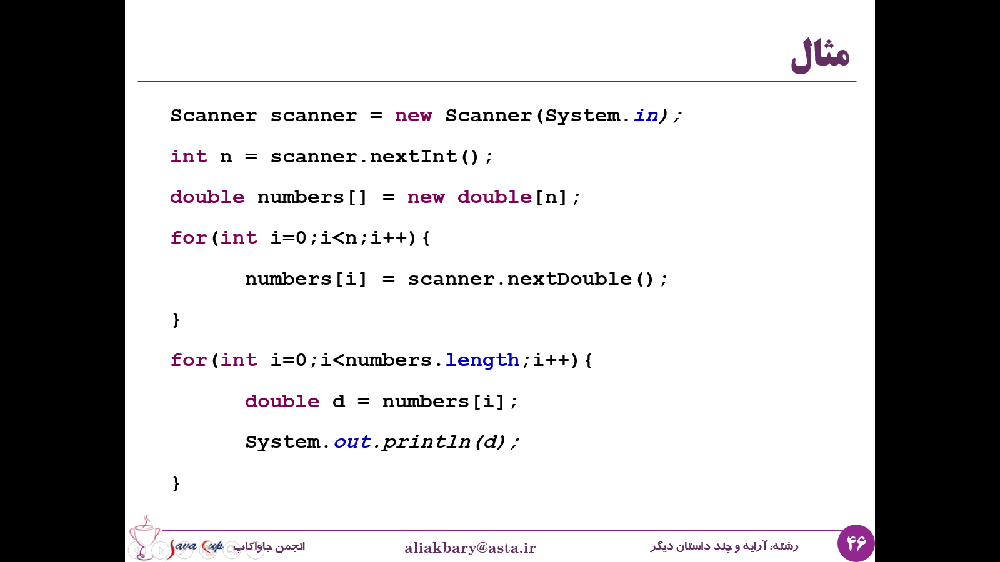 مثال
Scanner scanner = new Scanner(System.in);
int n = scanner.nextInt();
double numbers[] = new double[n];
for(int i=0;i<n;i++){
numbers[i] = scanner.nextDouble();
}
for(int i=0;i<numbers.length;i++){
double d = numbers[i];
System.out.println(d);
}
۴۶ رشته، آرایه و چند داستان دیگر aliakbary@asta.ir انجمن جاواکاپ Java Cup